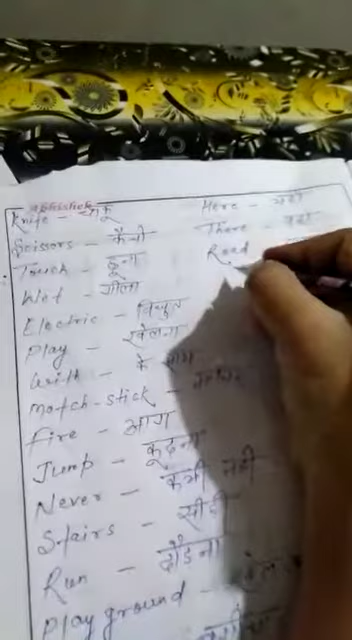 Knife - चाकू
Scissors - कैंची
Touch - छूना
Wet - गीला
Electric - विद्युत
Play - खेलना
With - के साथ
Match-stick -
Fire - आग
Jump - कूदना
Never - कभी नहीं
Stairs - सीढी
Run - दौडना
Play ground -
Here - यहाँ
There - वहाँ
Road